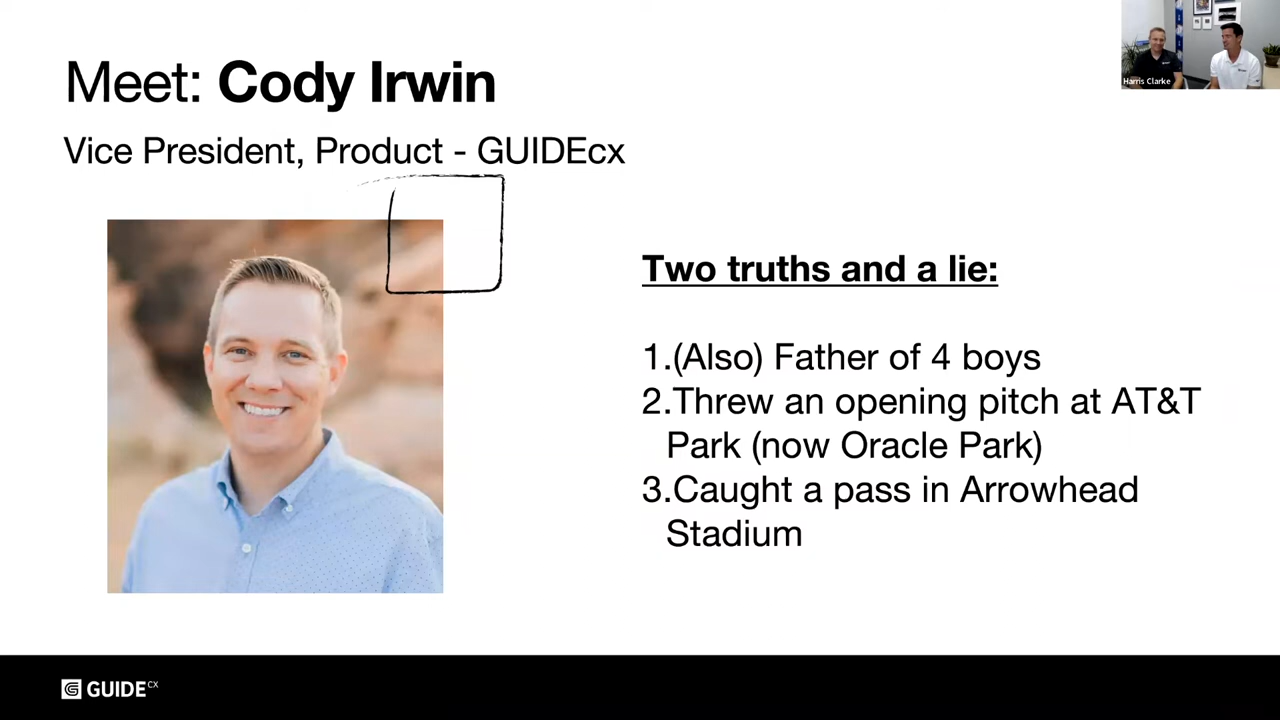 Meet: Cody Irwin
Harris Clarke
Vice President, Product - GUIDEcx
Two truths and a lie:
1.(Also) Father of 4 boys
2.Threw an opening pitch at AT&T
Park (now Oracle Park)
3.Caught a pass in Arrowhead
Stadium
GUIDECX